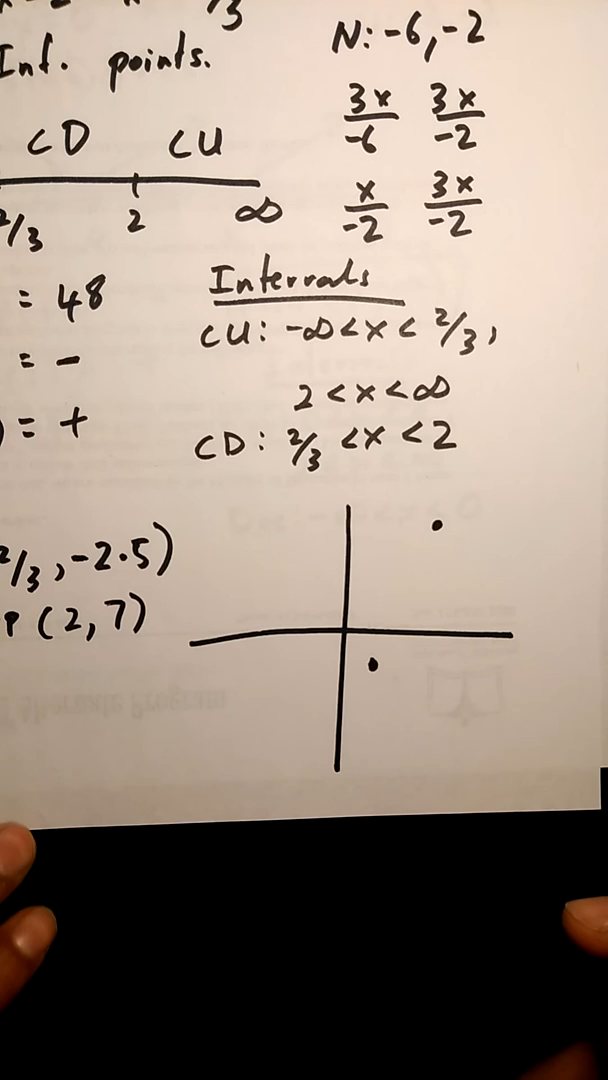 Inf. points.
CD CU
2/3 2 ∞
= 48
= -
) = +
2/3, -2.5)
P (2, 7)
N: -6, -2
3x/-6 3x/-2
x/-2 3x/-2
Intervals
CU: -∞ < x < 2/3,
2 < x < ∞
CD: 2/3 < x < 2